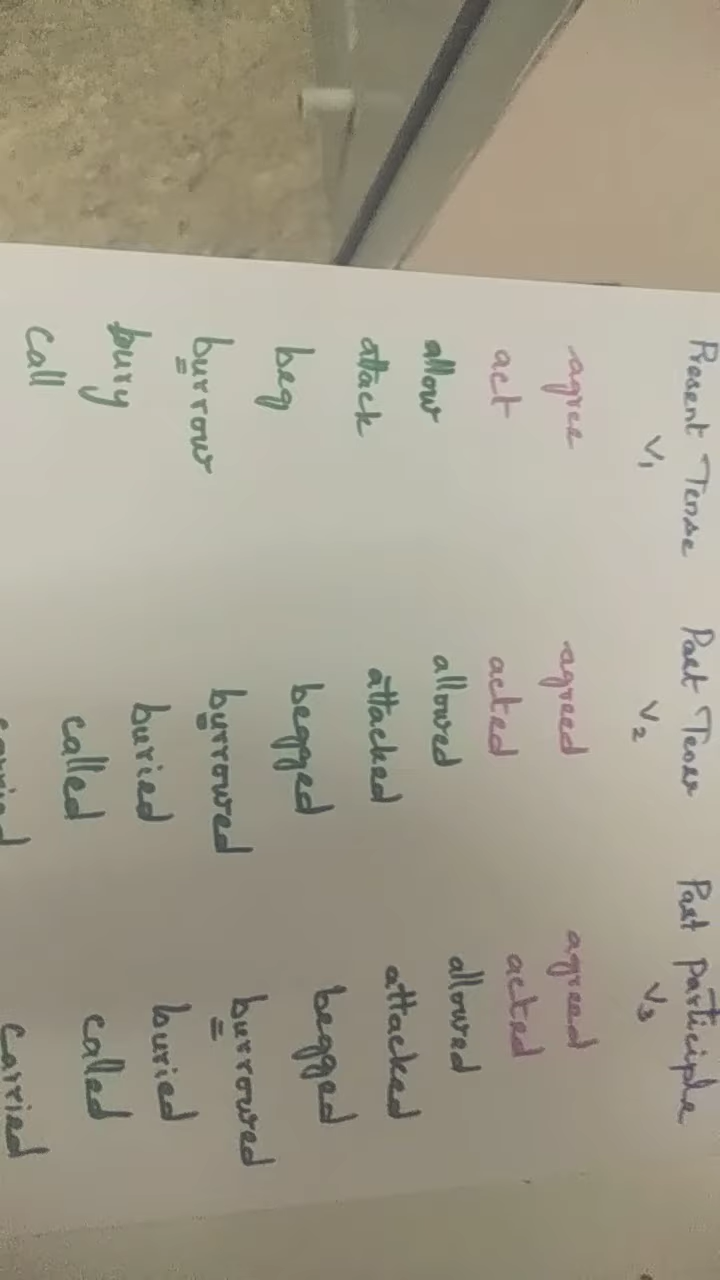 Present Tense Past Tense Past Participle
V1 V2 V3
agree agreed agreed
act acted acted
allow allowed allowed
attack attacked attacked
beg begged begged
burrow burrowed burrowed
bury buried buried
call called called
carried